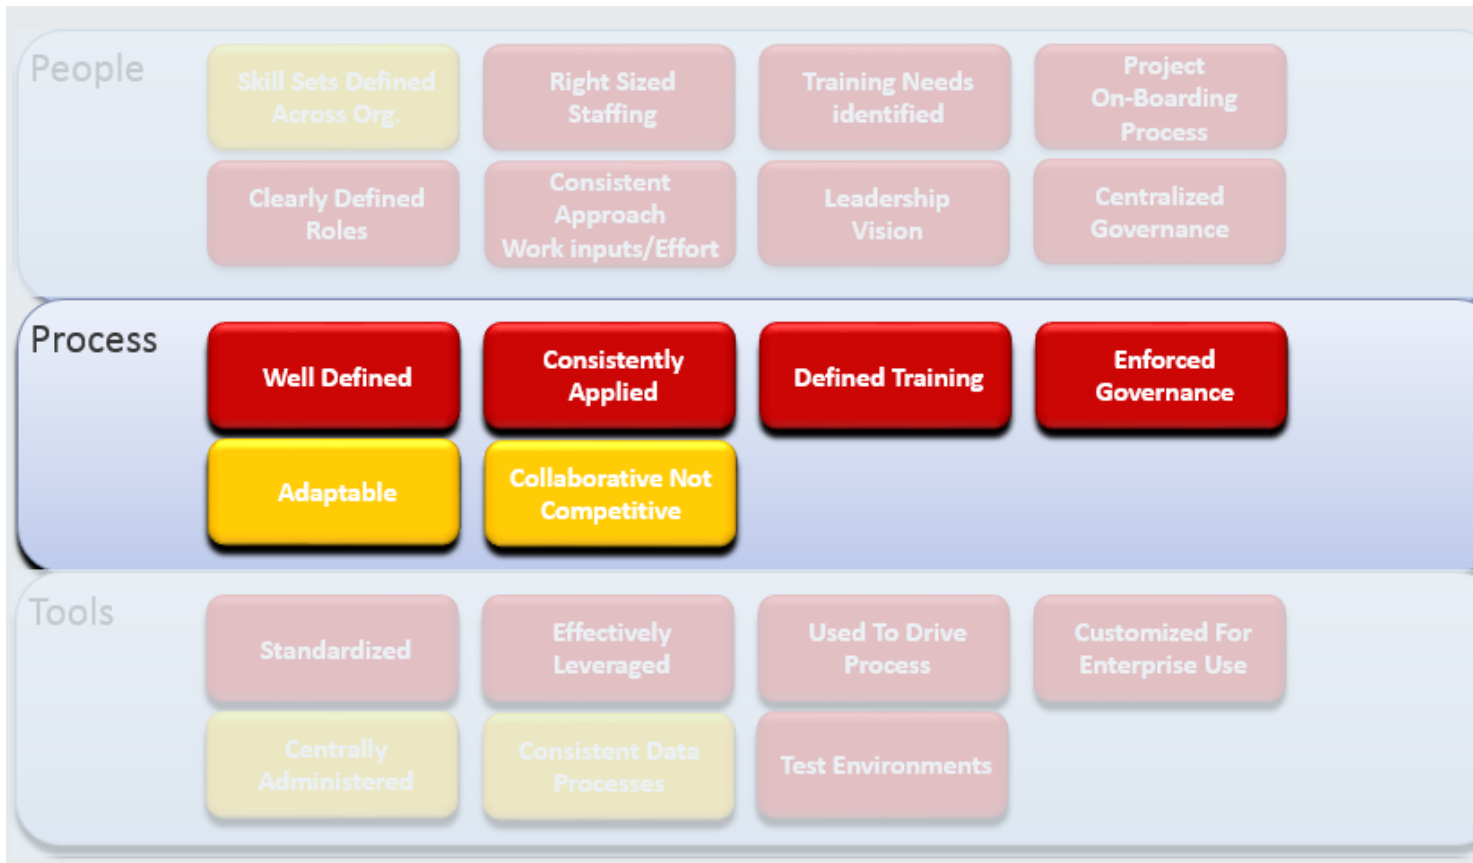 People
Skill Sets Defined
Across Org.
Right Sized
Staffing
Training Needs
identified
Project
On-Boarding
Process
Clearly Defined
Roles
Consistent
Approach
Work inputs/Effort
Leadership
Vision
Centralized
Governance
Process
Well Defined
Consistently
Applied
Defined Training
Enforced
Governance
Adaptable
Collaborative Not
Competitive
Tools
Standardized
Effectively
Leveraged
Used To Drive
Process
Customized For
Enterprise Use
Centrally
Administered
Consistent Data
Processes
Test Environments